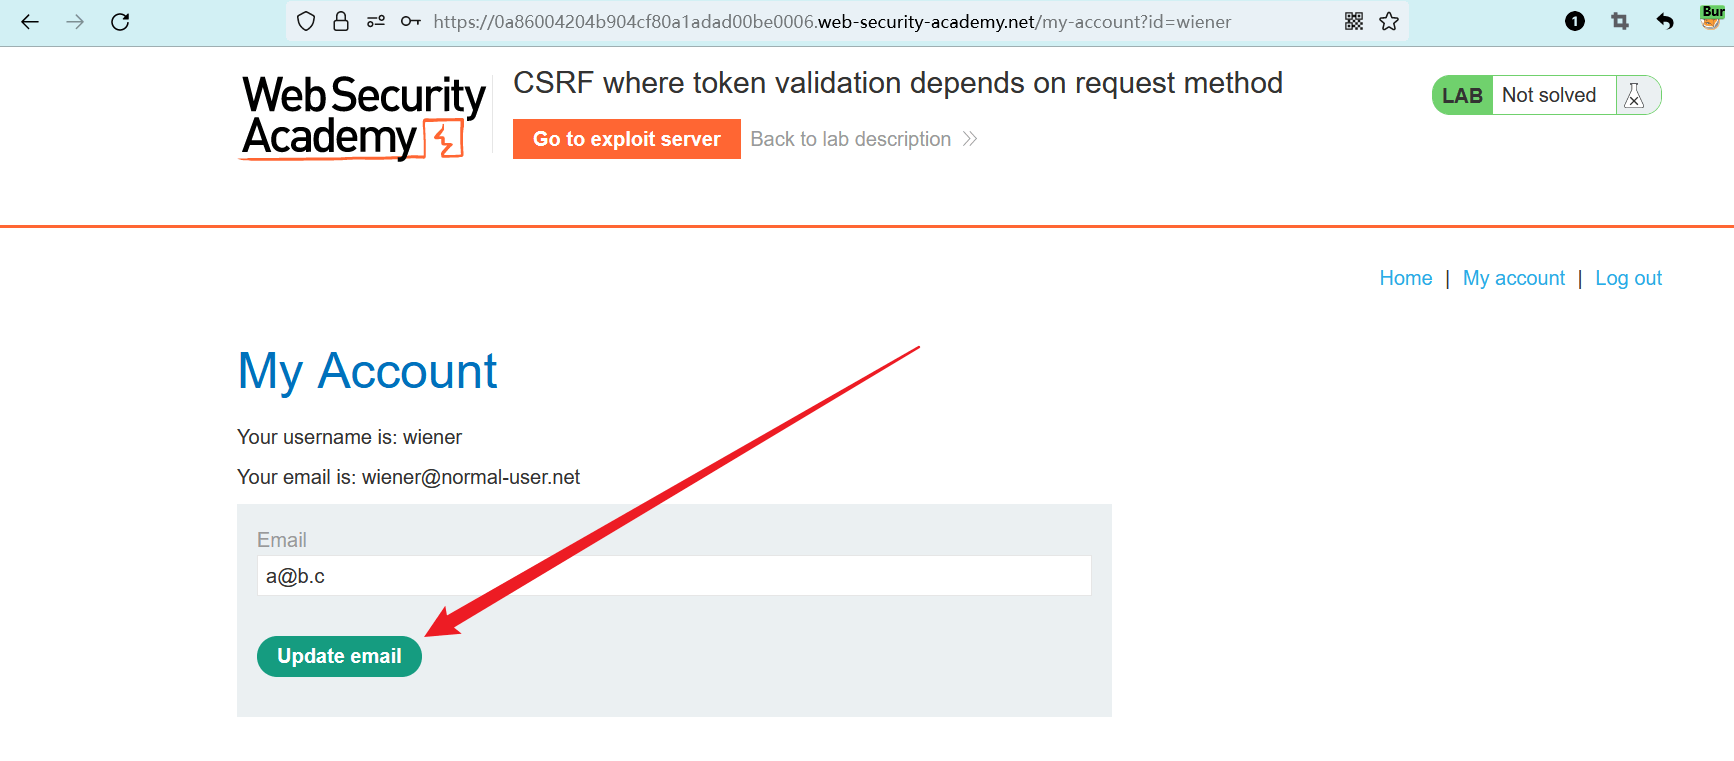 https://0a86004204b904cf80a1adad00be0006.web-security-academy.net/my-account?id=wiener
1
Bur
Web Security
Academy
CSRF where token validation depends on request method
Go to exploit server
Back to lab description
LAB
Not solved
Home | My account | Log out
My Account
Your username is: wiener
Your email is: wiener@normal-user.net
Email
a@b.c
Update email